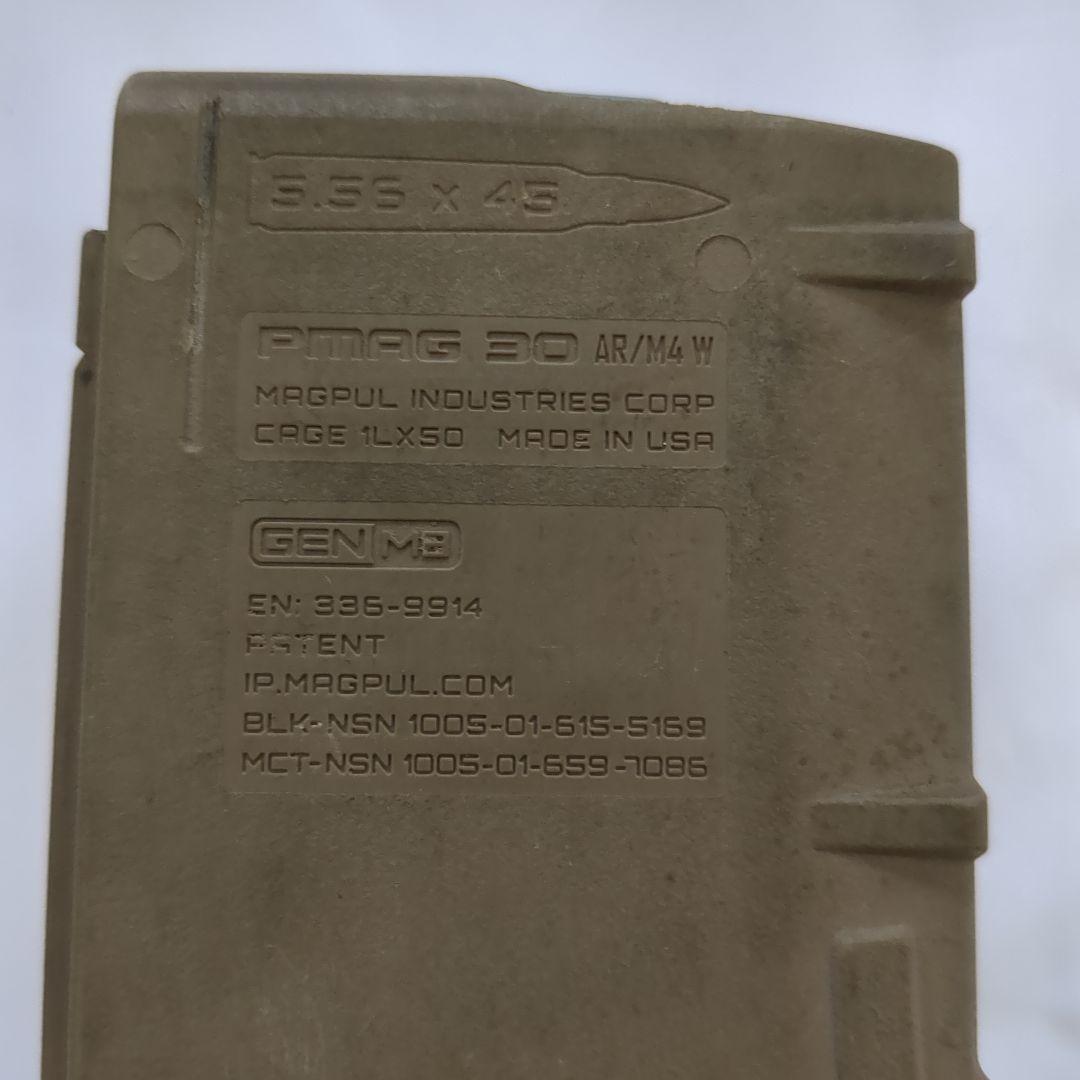 5.56 x 45
PMAG 30 AR/M4 W
MAGPUL INDUSTRIES CORP
CAGE 1LX50 MADE IN USA
GEN M3
EN: 336-9914
PATENT
IP.MAGPUL.COM
BLK-NSN 1005-01-615-5169
MCT-NSN 1005-01-659-7086